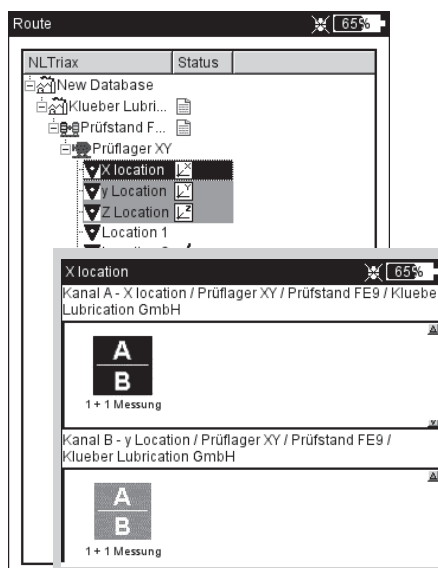 Route
65%
NLTriax Status
New Database
Klueber Lubri...
Prüfstand F...
Prüflager XY
X location X
y Location Y
Z Location Z
Location 1
X location
65%
Kanal A - X location / Prüflager XY / Prüfstand FE9 / Kluebe
Lubrication GmbH
A
B
1 + 1 Messung
Kanal B - y Location / Prüflager XY / Prüfstand FE9 /
Klueber Lubrication GmbH
A
B
1 + 1 Messung